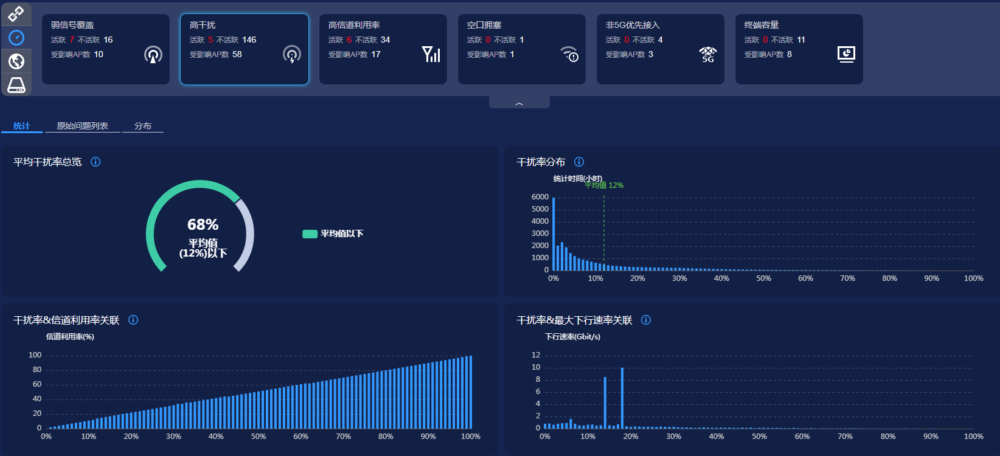 弱信号覆盖
活跃 7 不活跃 16
受影响AP数 10
高干扰
活跃 5 不活跃 146
受影响AP数 58
高信道利用率
活跃 6 不活跃 34
受影响AP数 17
空口拥塞
活跃 0 不活跃 1
受影响AP数 1
非5G优先接入
活跃 0 不活跃 4
受影响AP数 3
5G
终端容量
活跃 0 不活跃 11
受影响AP数 8
统计
原始问题列表
分布
平均干扰率总览
68%
平均值
(12%)以下
平均值以下
干扰率分布
统计时间(小时)
平均值 12%
6000
5000
4000
3000
2000
1000
0
0% 10% 20% 30% 40% 50% 60% 70% 80% 90% 100%
干扰率&信道利用率关联
信道利用率(%)
100
80
60
40
20
0
0% 10% 20% 30% 40% 50% 60% 70% 80% 90% 100%
干扰率&最大下行速率关联
下行速率(Gbit/s)
12
10
8
6
4
2
0
0% 10% 20% 30% 40% 50% 60% 70% 80% 90% 100%